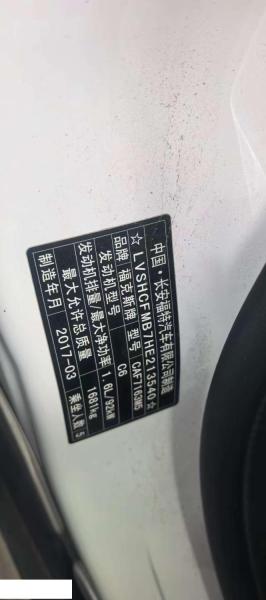 中国·长安福特汽车有限公司制造
☆LVSHCFMB7HE213540☆
品牌 福克斯牌 型号 CAF7163M5
发动机型号 C6
发动机排量 最大净功率 1.6L/92kW
最大允许总质量 1681kg
制造年月 2017-03 乘坐人数 5